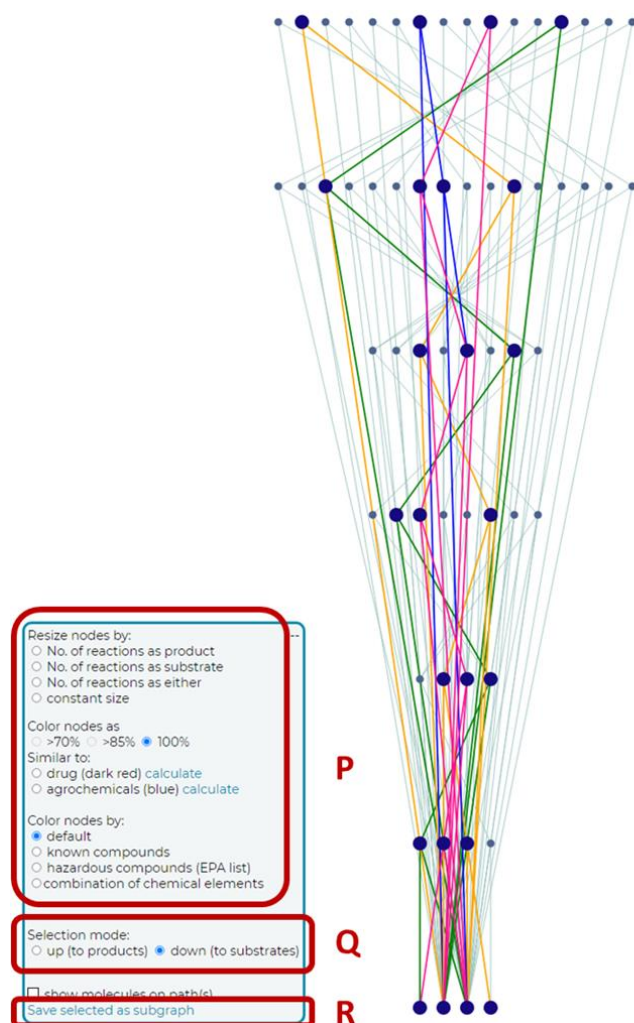 Resize nodes by:
No. of reactions as product
No. of reactions as substrate
No. of reactions as either
constant size
Color nodes as
>70% >85% 100%
Similar to:
drug (dark red) calculate
agrochemicals (blue) calculate
Color nodes by:
default
known compounds
hazardous compounds (EPA list)
combination of chemical elements
P
Selection mode:
up (to products) down (to substrates)
Q
show molecules on path(s)
Save selected as subgraph
R